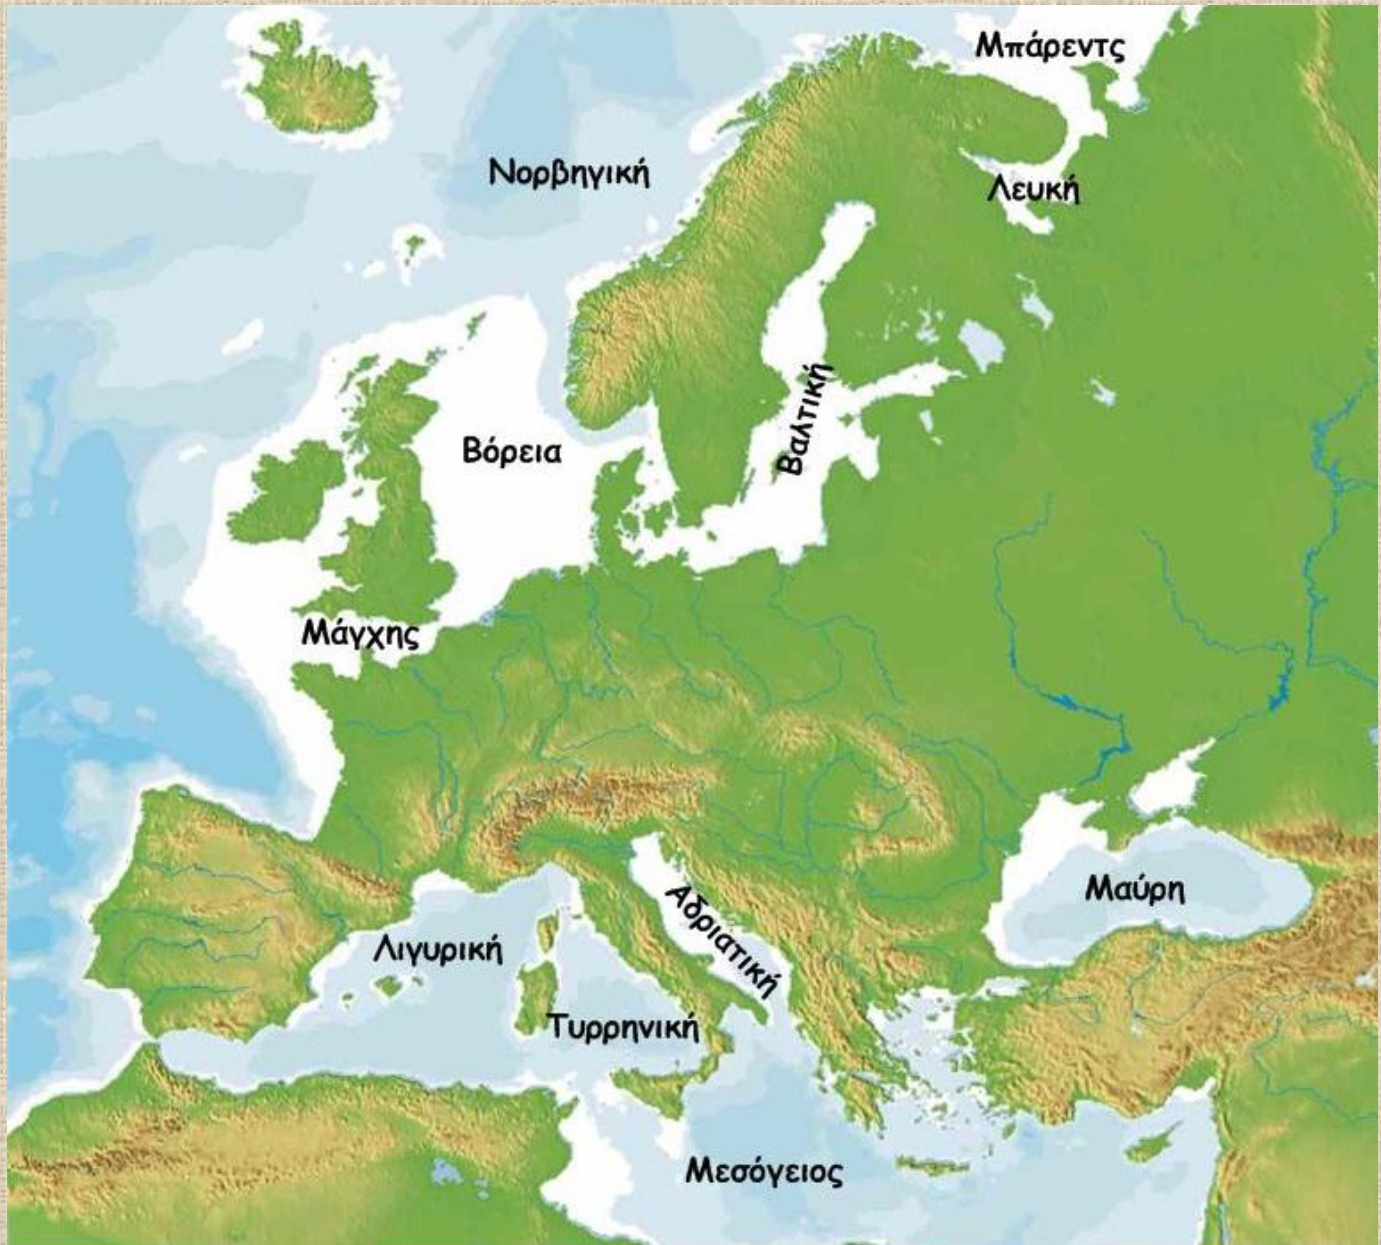 Μπάρεντς
Νορβηγική
Λευκή
Βαλτική
Βόρεια
Μάγχης
Μαύρη
Αδριατική
Λιγυρική
Τυρρηνική
Μεσόγειος